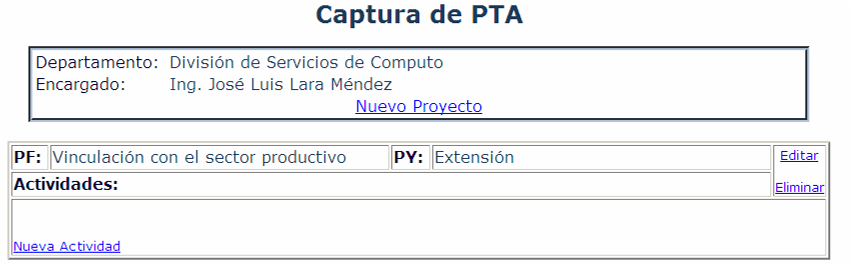 Captura de PTA
Departamento: División de Servicios de Computo
Encargado: Ing. José Luis Lara Méndez
Nuevo Proyecto
PF: Vinculación con el sector productivo PY: Extensión Editar
Actividades: Eliminar
Nueva Actividad